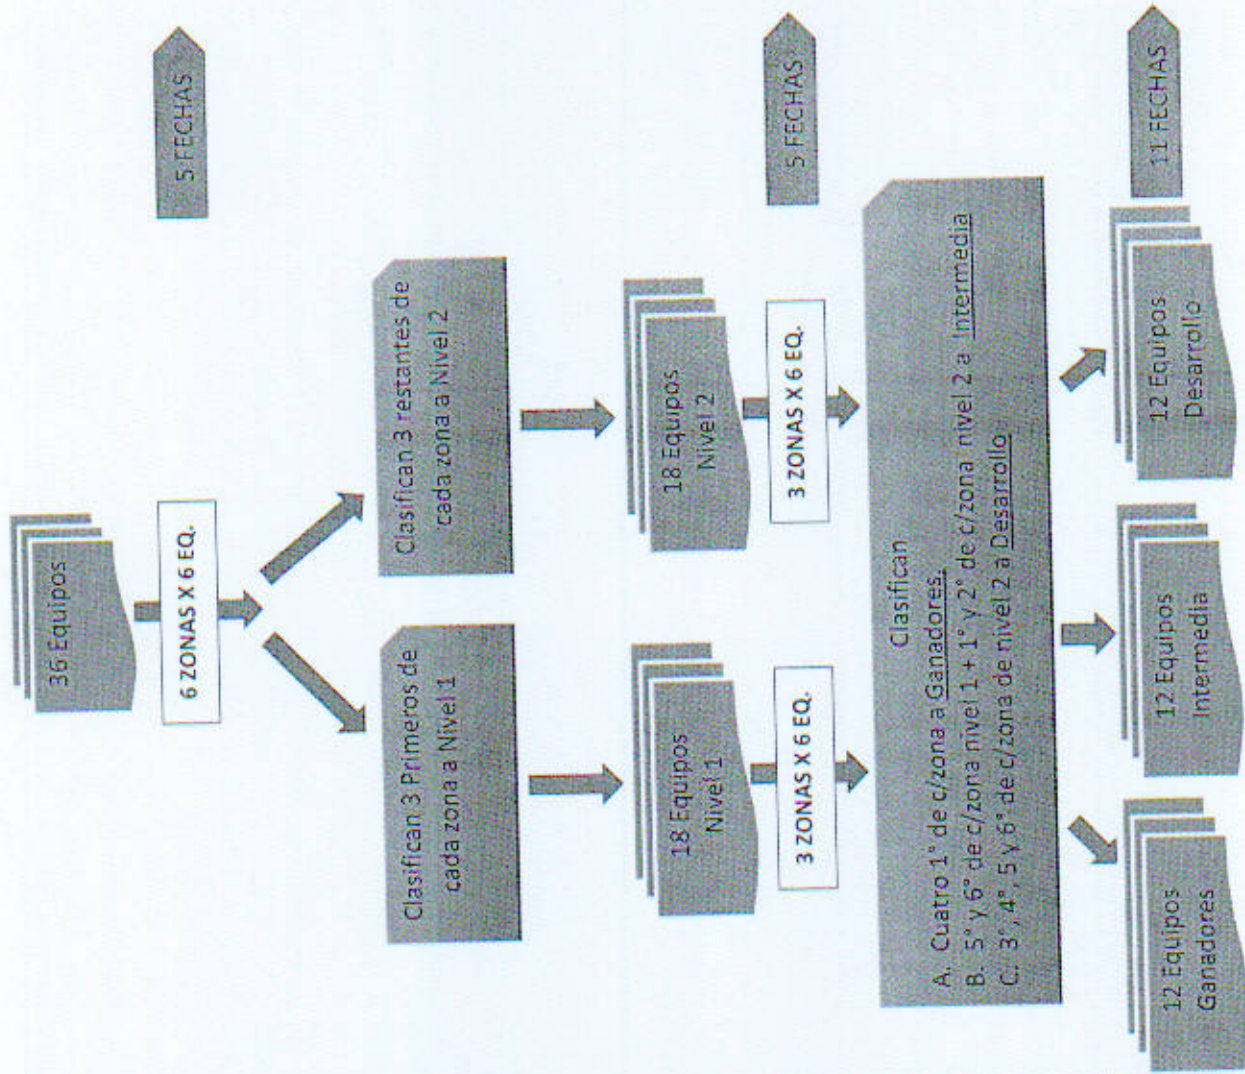 36 Equipos
6 ZONAS X 6 EQ.
5 FECHAS
Clasifican 3 Primeros de
cada zona a Nivel 1
Clasifican 3 restantes de
cada zona a Nivel 2
18 Equipos
Nivel 1
18 Equipos
Nivel 2
3 ZONAS X 6 EQ.
3 ZONAS X 6 EQ.
5 FECHAS
Clasifican
A. Cuatro 1° de c/zona a Ganadores.
B. 5° y 6° de c/zona nivel 1 + 1° y 2° de c/zona nivel 2 a Intermedia
C. 3°, 4°, 5 y 6° de c/zona de nivel 2 a Desarrollo
12 Equipos
Ganadores
12 Equipos
Intermedia
12 Equipos
Desarrollo
11 FECHAS